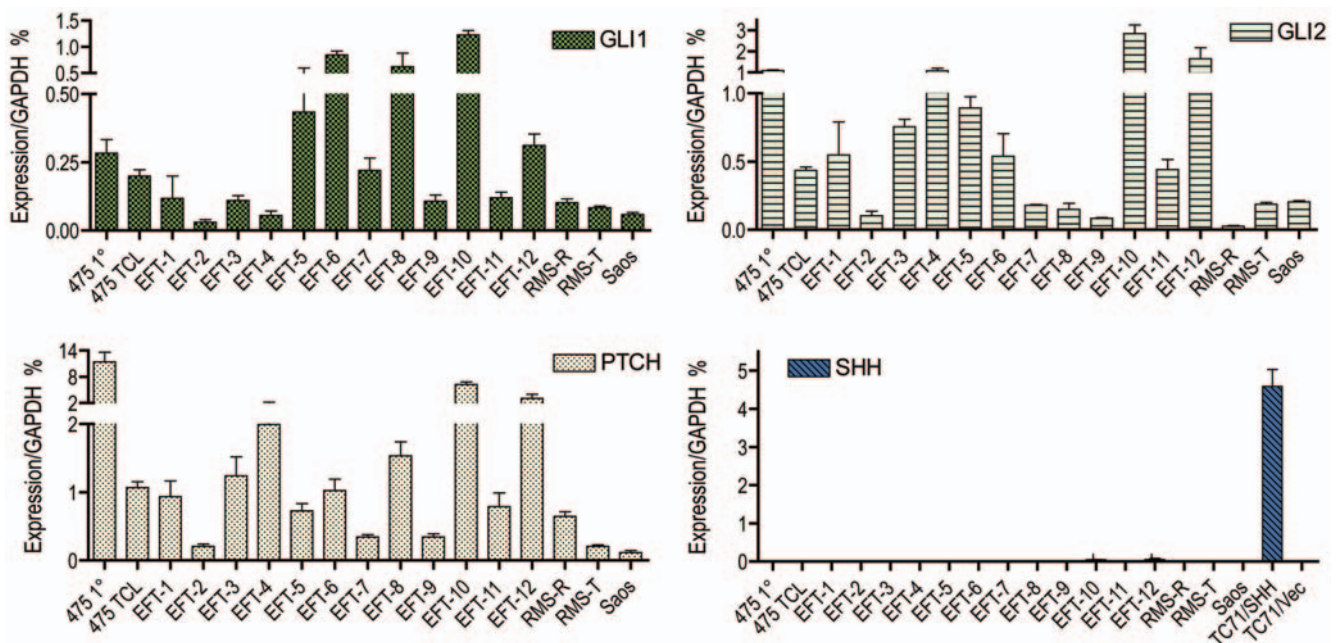 Expression/GAPDH %
1.5
1.0
0.5
0.50
0.25
0.00
GLI1
475 1°
475 TCL
EFT-1
EFT-2
EFT-3
EFT-4
EFT-5
EFT-6
EFT-7
EFT-8
EFT-9
EFT-10
EFT-11
EFT-12
RMS-R
RMS-T
Saos
Expression/GAPDH %
3
2
1
1.0
0.5
0.0
GLI2
475 1°
475 TCL
EFT-1
EFT-2
EFT-3
EFT-4
EFT-5
EFT-6
EFT-7
EFT-8
EFT-9
EFT-10
EFT-11
EFT-12
RMS-R
RMS-T
Saos
Expression/GAPDH %
14
8
2
2
1
0
PTCH
475 1°
475 TCL
EFT-1
EFT-2
EFT-3
EFT-4
EFT-5
EFT-6
EFT-7
EFT-8
EFT-9
EFT-10
EFT-11
EFT-12
RMS-R
RMS-T
Saos
Expression/GAPDH %
5
4
3
2
1
0
SHH
475 1°
475 TCL
EFT-1
EFT-2
EFT-3
EFT-4
EFT-5
EFT-6
EFT-7
EFT-8
EFT-9
EFT-10
EFT-11
EFT-12
RMS-R
RMS-T
Saos
TC71/SHH
TC71/Vec